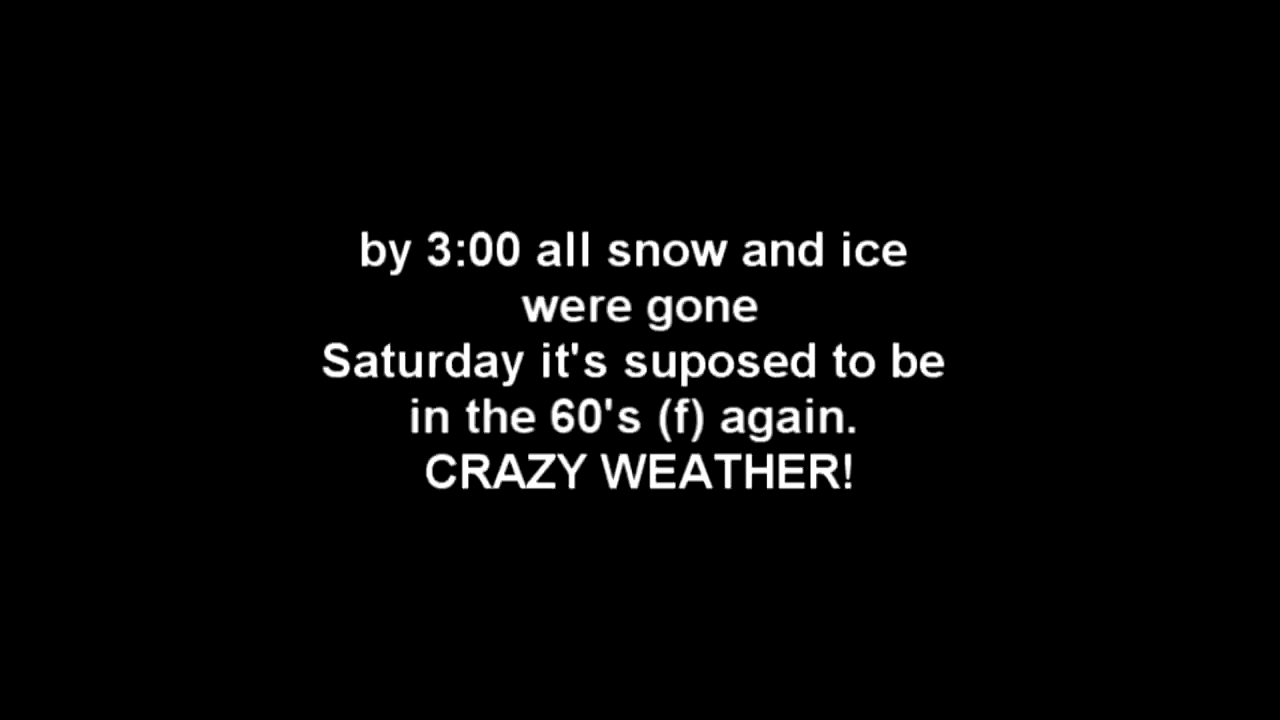 by 3:00 all snow and ice
were gone
Saturday it's suposed to be
in the 60's (f) again.
CRAZY WEATHER!